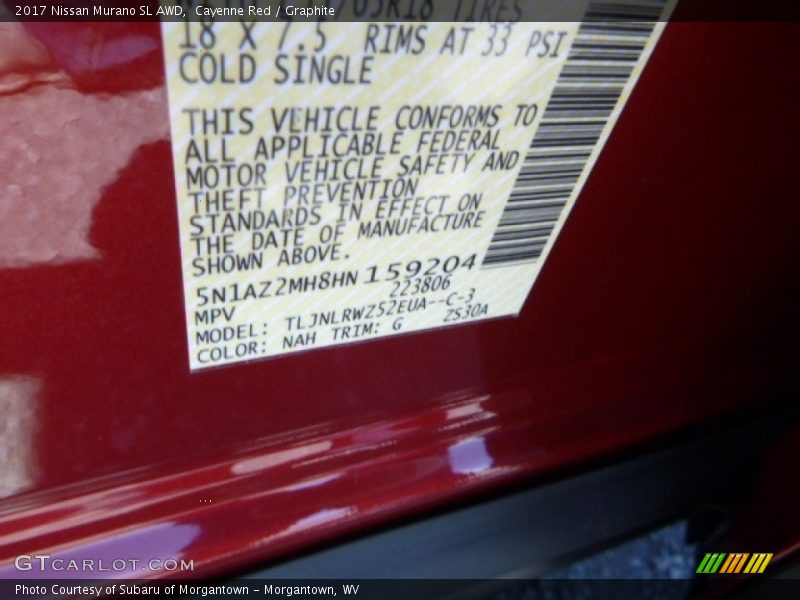 2017 Nissan Murano SL AWD, Cayenne Red / Graphite
/65R18 TIRES
18 X 7.5 RIMS AT 33 PSI
COLD SINGLE
THIS VEHICLE CONFORMS TO
ALL APPLICABLE FEDERAL
MOTOR VEHICLE SAFETY AND
THEFT PREVENTION
STANDARDS IN EFFECT ON
THE DATE OF MANUFACTURE
SHOWN ABOVE.
5N1AZ2MH8HN159204
MPV 223806
MODEL: TLJNLRWZ52EUA--C-3
COLOR: NAH TRIM: G ZS30A
GTCARLOT.COM
Photo Courtesy of Subaru of Morgantown - Morgantown, WV